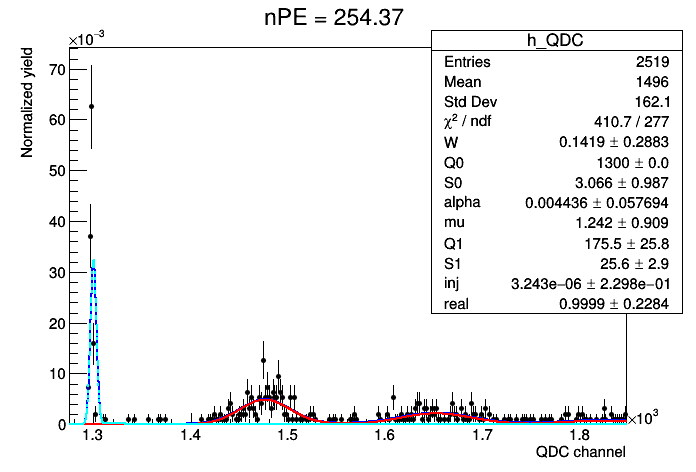 nPE = 254.37
×10⁻³
h_QDC
Entries 2519
Mean 1496
Std Dev 162.1
χ² / ndf 410.7 / 277
W 0.1419 ± 0.2883
Q0 1300 ± 0.0
S0 3.066 ± 0.987
alpha 0.004436 ± 0.057694
mu 1.242 ± 0.909
Q1 175.5 ± 25.8
S1 25.6 ± 2.9
inj 3.243e−06 ± 2.298e−01
real 0.9999 ± 0.2284
Normalized yield
70
60
50
40
30
20
10
0
1.3 1.4 1.5 1.6 1.7 1.8
×10³
QDC channel